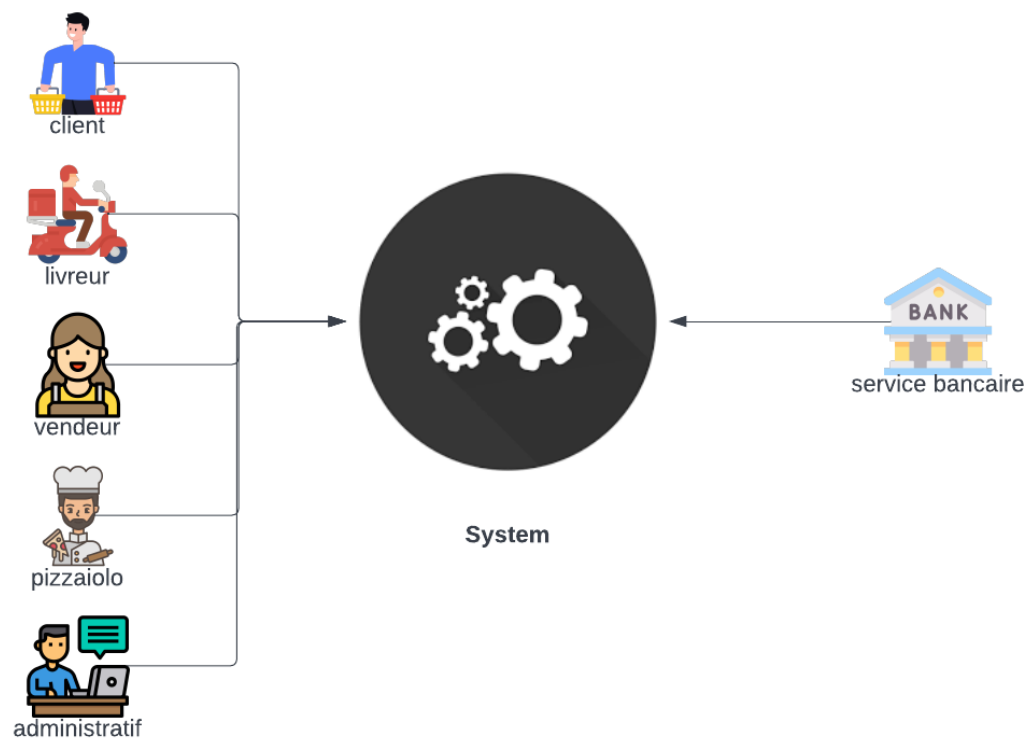 client
livreur
vendeur
pizzaiolo
administratif
System
BANK
service bancaire